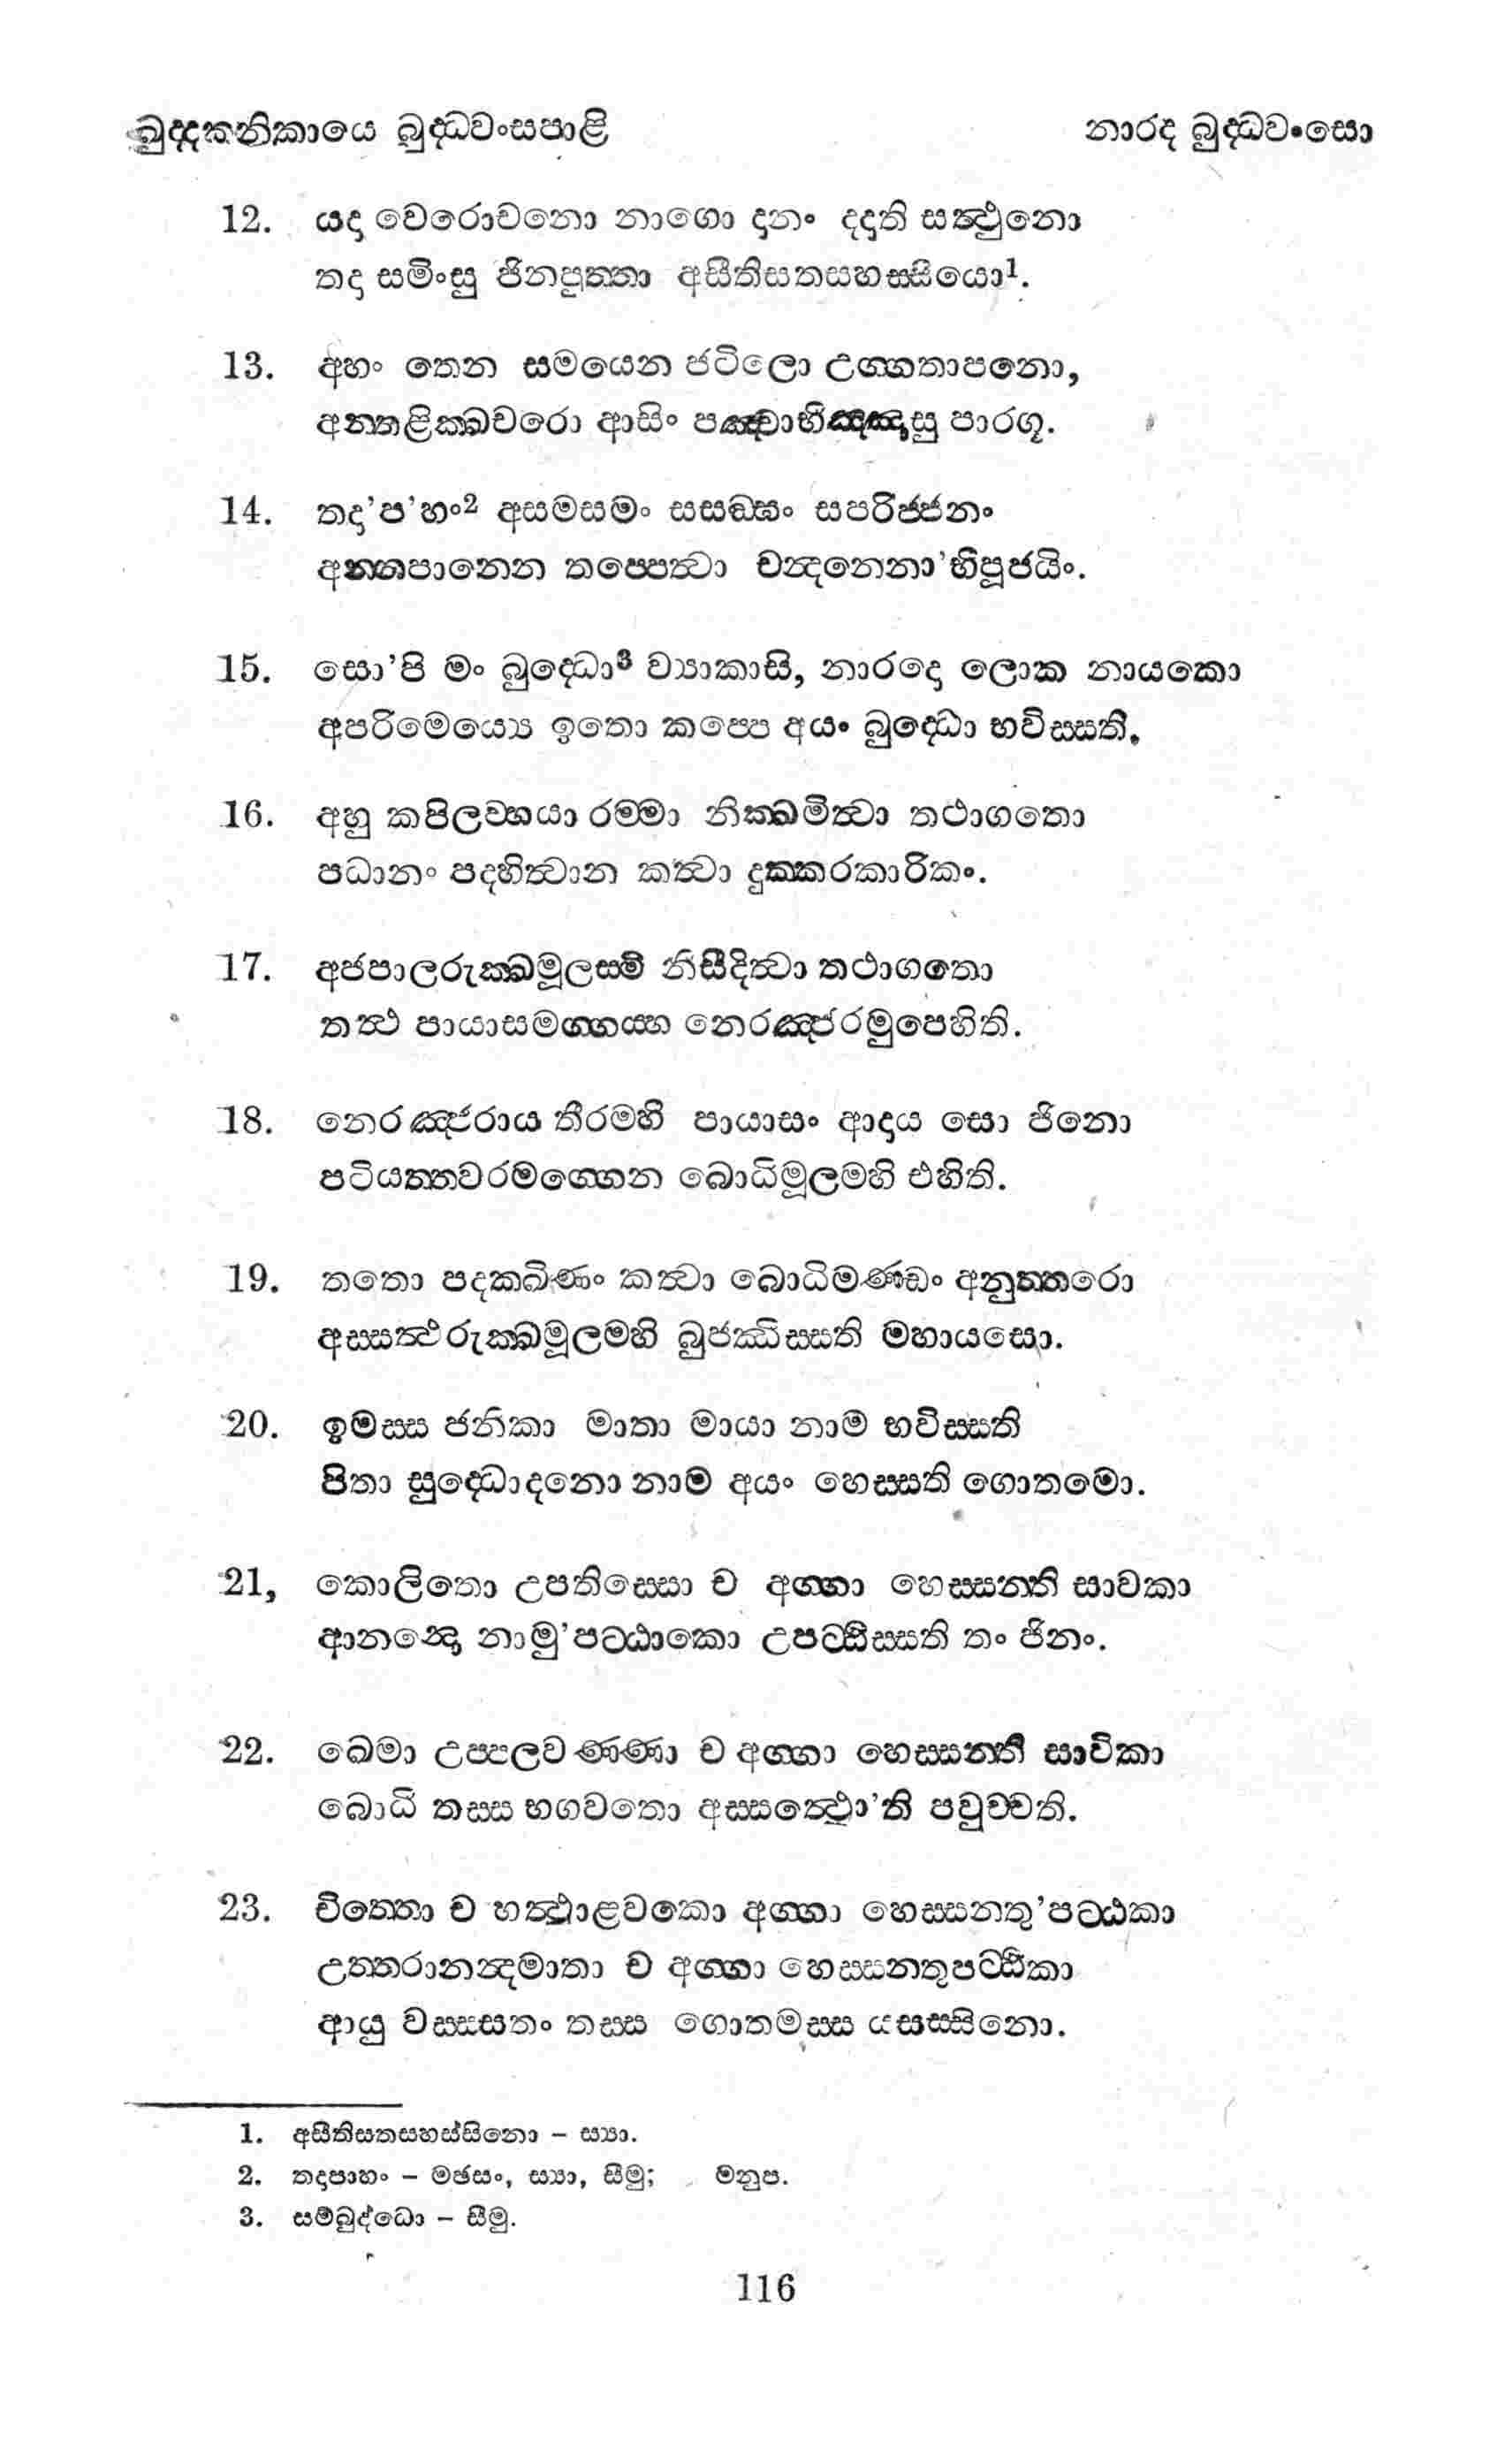 ඛුද්දකනිකායෙ බුද්ධවංසපාළි නාරද බුද්ධවංසො
12. යදා වෙරොචනො නාගො දානං දදාති සත්ථුනො
තදා සමිංසු ජිනපුත්තා අසීතිසතසහස්සියො1.
13. අහං තෙන සමයෙන ජටිලො උග්ගතාපනො,
අන්තළික්ඛචරො ආසිං පඤ්චාභිඤ්ඤාසු පාරගූ.
14. තදා’ප’හං2 අසමසමං සසඞ්ඝං සපරිජ්ජනං
අන්නපානෙන තප්පෙත්වා චන්දනෙනා’භිපූජයිං.
15. සො’පි මං බුද්ධො3 ව්‍යාකාසි, නාරදො ලොක නායකො
අපරිමෙය්‍යෙ ඉතො කප්පෙ අයං බුද්ධො භවිස්සති.
16. අහු කපිලව්හයා රම්මා නික්ඛමිත්වා තථාගතො
පධානං පදහිත්වාන කත්වා දුක්කරකාරිකං.
17. අජපාලරුක්ඛමූලස්මිං නිසීදිත්වා තථාගතො
තත්ථ පායාසමග්ගය්හ නෙරඤ්ජරමුපෙහිති.
18. නෙරඤ්ජරාය තීරම්හි පායාසං ආදාය සො ජිනො
පටියත්තවරමග්ගෙන බොධිමූලම්හි එහිති.
19. තතො පදක්ඛිණං කත්වා බොධිමණ්ඩං අනුත්තරො
අස්සත්ථරුක්ඛමූලම්හි බුජ්ඣිස්සති මහායසො.
20. ඉමස්ස ජනිකා මාතා මායා නාම භවිස්සති
පිතා සුද්ධොදනො නාම අයං හෙස්සති ගොතමො.
21, කොලිතො උපතිස්සො ච අග්ගා හෙස්සන්ති සාවකා
ආනන්දො නාමු’පට්ඨාකො උපට්ඨිස්සති තං ජිනං.
22. ඛෙමා උප්පලවණ්ණා ච අග්ගා හෙස්සන්ති සාවිකා
බොධි තස්ස භගවතො අස්සත්ථො’ති පවුච්චති.
23. චිත්තො ච හත්ථාළවකො අග්ගා හෙස්සන්තු’පට්ඨකා
උත්තරානන්දමාතා ච අග්ගා හෙස්සන්තුපට්ඨිකා
ආයු වස්සසතං තස්ස ගොතමස්ස යසස්සිනො.
1. අසීතිසතසහස්සිනො – ස්‍යා.
2. තදාපාහං – මඡසං, ස්‍යා, සීමු; මනුප.
3. සම්බුද්ධො – සීමු.
116